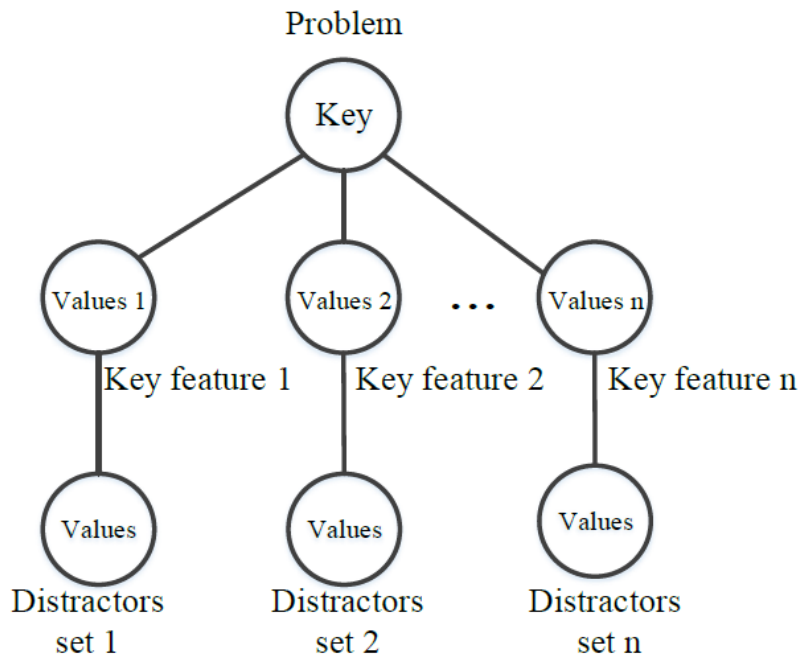 Problem
Key
Values 1
Values 2
...
Values n
Key feature 1
Key feature 2
Key feature n
Values
Values
Values
Distractors
set 1
Distractors
set 2
Distractors
set n